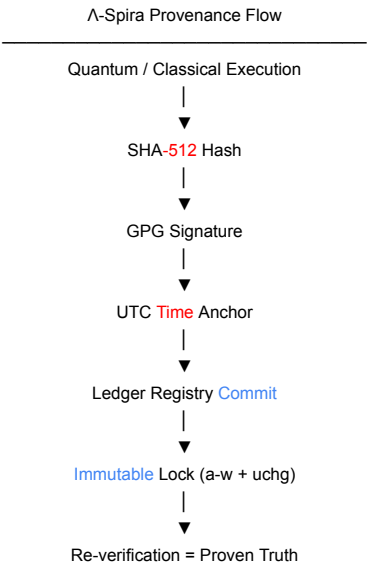 Λ-Spira Provenance Flow
Quantum / Classical Execution
SHA-512 Hash
GPG Signature
UTC Time Anchor
Ledger Registry Commit
Immutable Lock (a-w + uchg)
Re-verification = Proven Truth